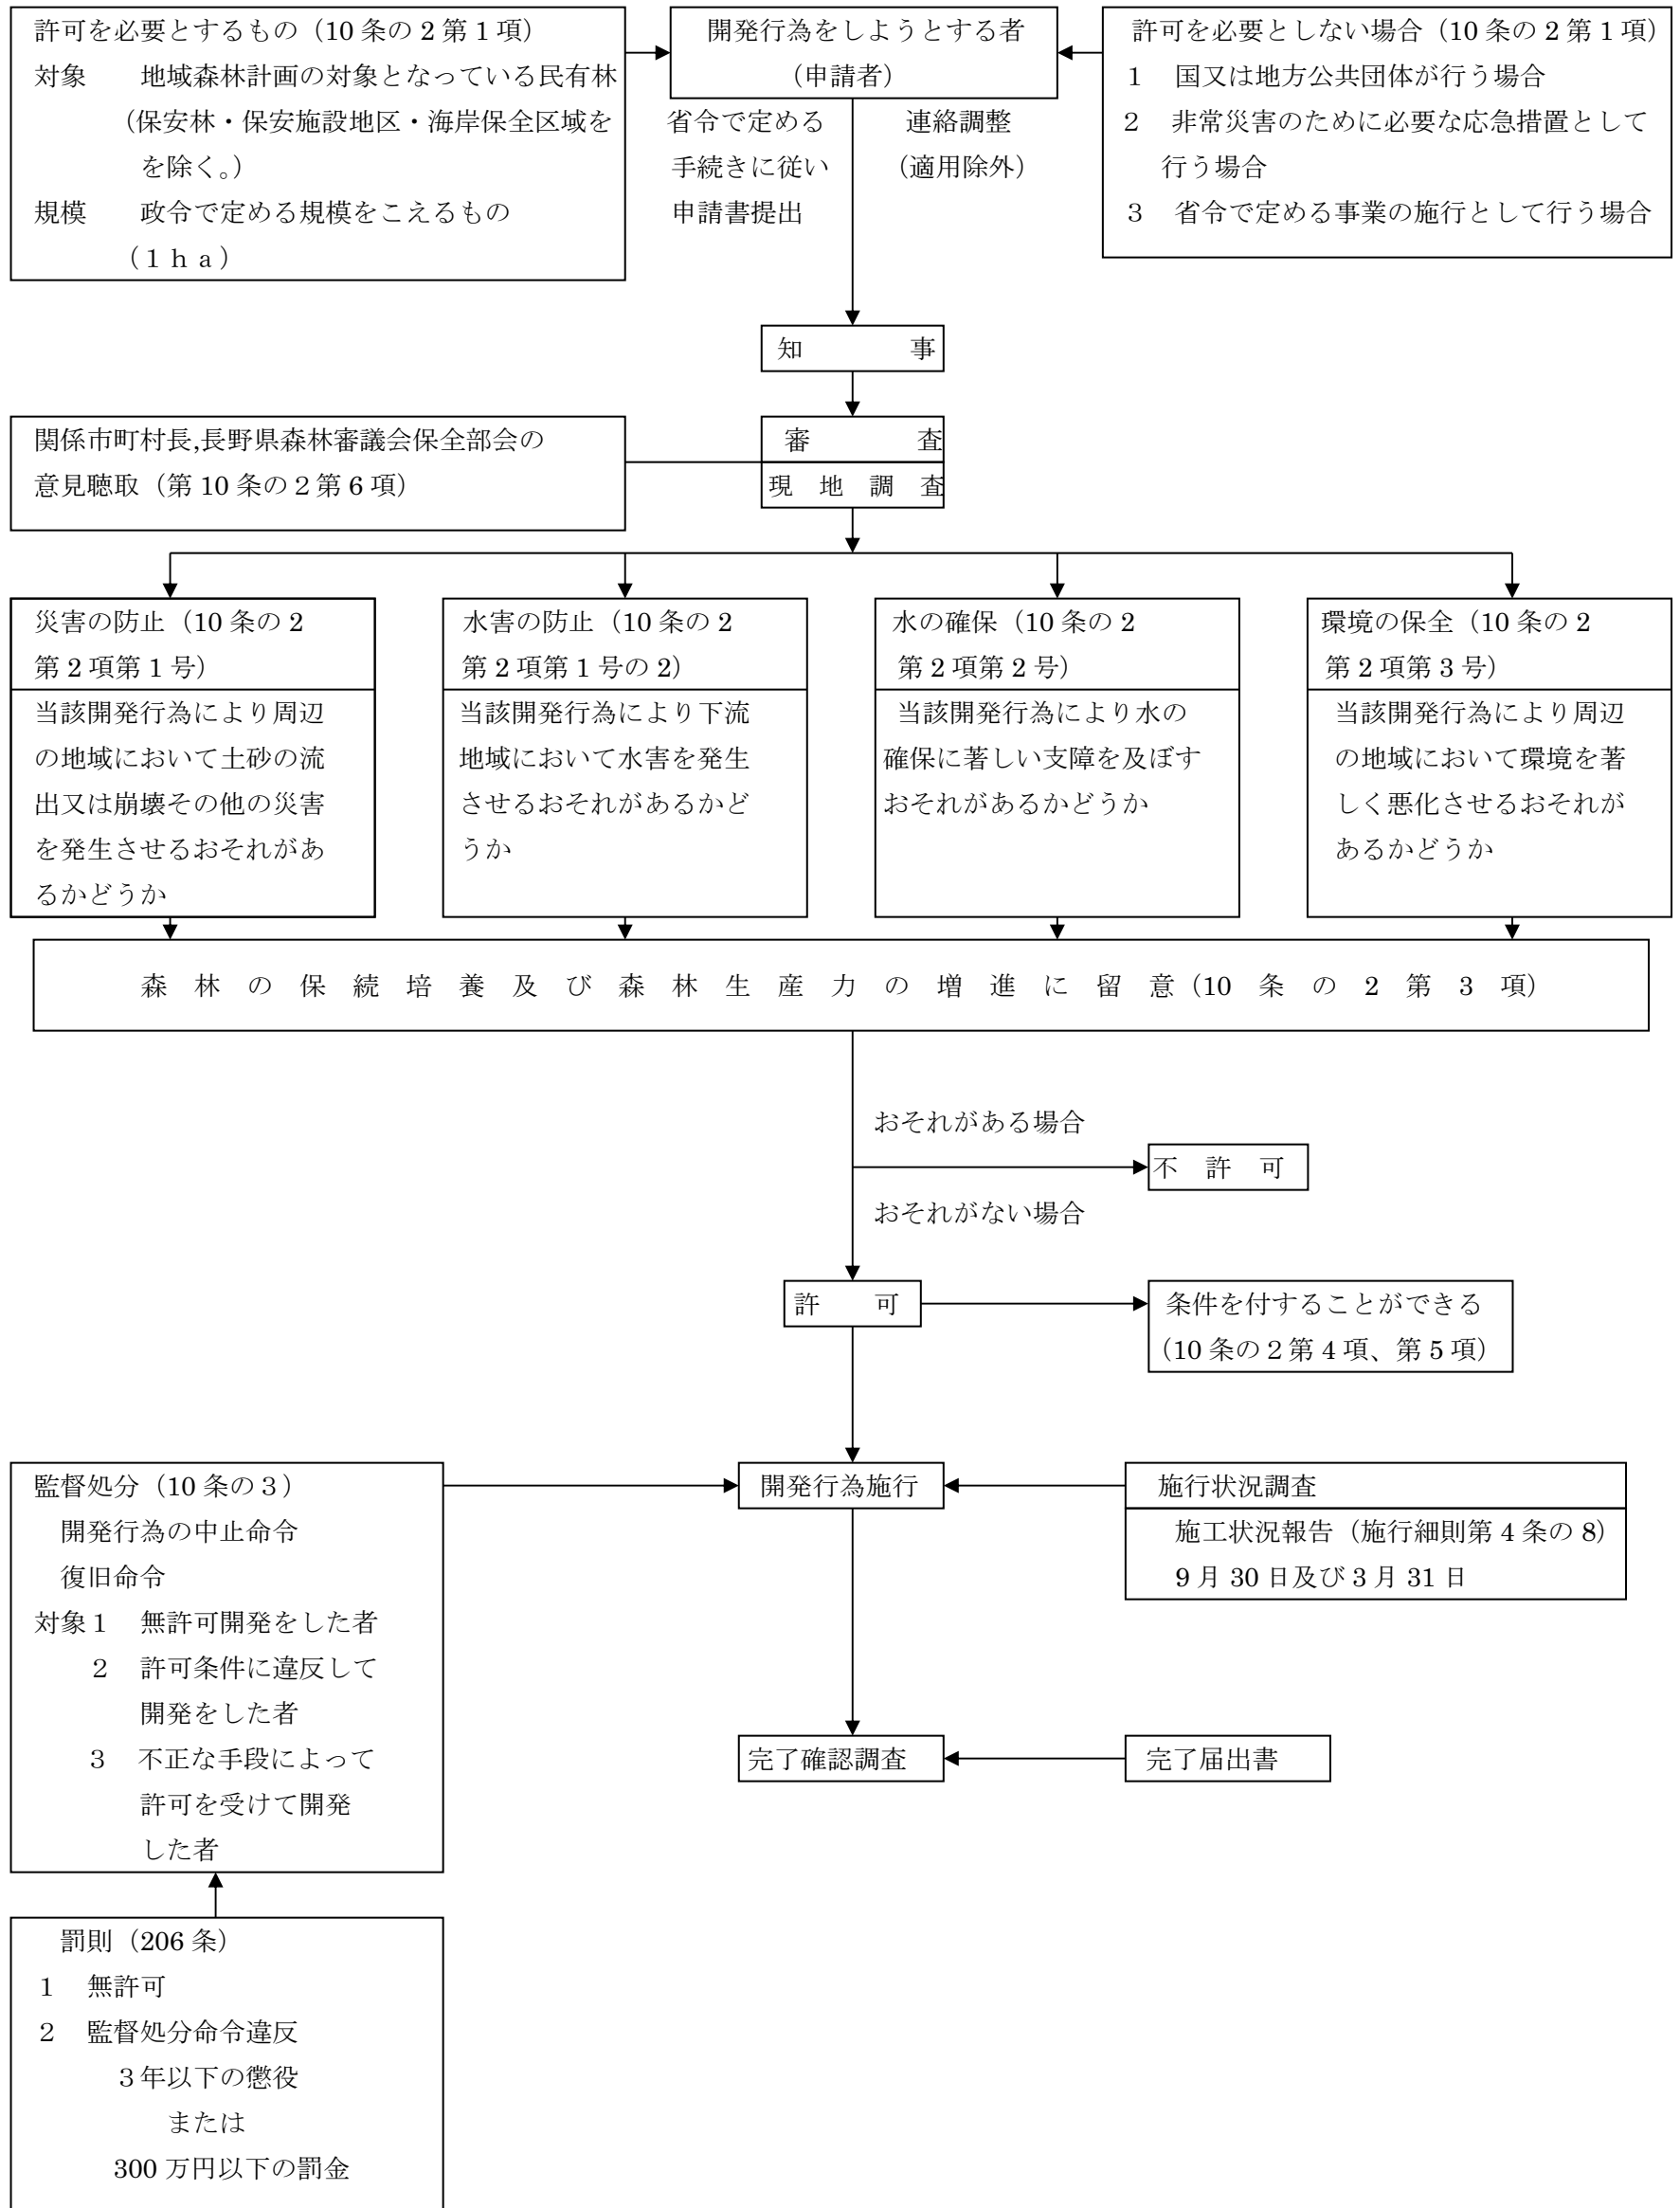 許可を必要とするもの（10 条の 2 第 1 項）
対象　　地域森林計画の対象となっている民有林
（保安林・保安施設地区・海岸保全区域を
を除く。）
規模　　政令で定める規模をこえるもの
（１ｈａ）
開発行為をしようとする者
（申請者）
許可を必要としない場合（10 条の 2 第 1 項）
１　国又は地方公共団体が行う場合
２　非常災害のために必要な応急措置として
行う場合
３　省令で定める事業の施行として行う場合
省令で定める
手続きに従い
申請書提出
連絡調整
（適用除外）
知　　　　事
関係市町村長,長野県森林審議会保全部会の
意見聴取（第 10 条の２第 6 項）
審　　　　査
現　地　調　査
災害の防止（10 条の 2
第 2 項第 1 号）
当該開発行為により周辺
の地域において土砂の流
出又は崩壊その他の災害
を発生させるおそれがあ
るかどうか
水害の防止（10 条の 2
第 2 項第 1 号の 2）
当該開発行為により下流
地域において水害を発生
させるおそれがあるかど
うか
水の確保（10 条の 2
第 2 項第 2 号）
当該開発行為により水の
確保に著しい支障を及ぼす
おそれがあるかどうか
環境の保全（10 条の 2
第 2 項第 3 号）
当該開発行為により周辺
の地域において環境を著
しく悪化させるおそれが
あるかどうか
森　林　の　保　続　培　養　及　び　森　林　生　産　力　の　増　進　に　留　意（10　条　の　2　第　3　項）
おそれがある場合
不　許　可
おそれがない場合
許　　可
条件を付することができる
（10 条の２第 4 項、第 5 項）
監督処分（10 条の３）
開発行為の中止命令
復旧命令
対象１　無許可開発をした者
２　許可条件に違反して
開発をした者
３　不正な手段によって
許可を受けて開発
した者
開発行為施行
施行状況調査
施工状況報告（施行細則第 4 条の 8）
9 月 30 日及び 3 月 31 日
完了確認調査
完了届出書
罰則（206 条）
１　無許可
２　監督処分命令違反
３年以下の懲役
または
300 万円以下の罰金